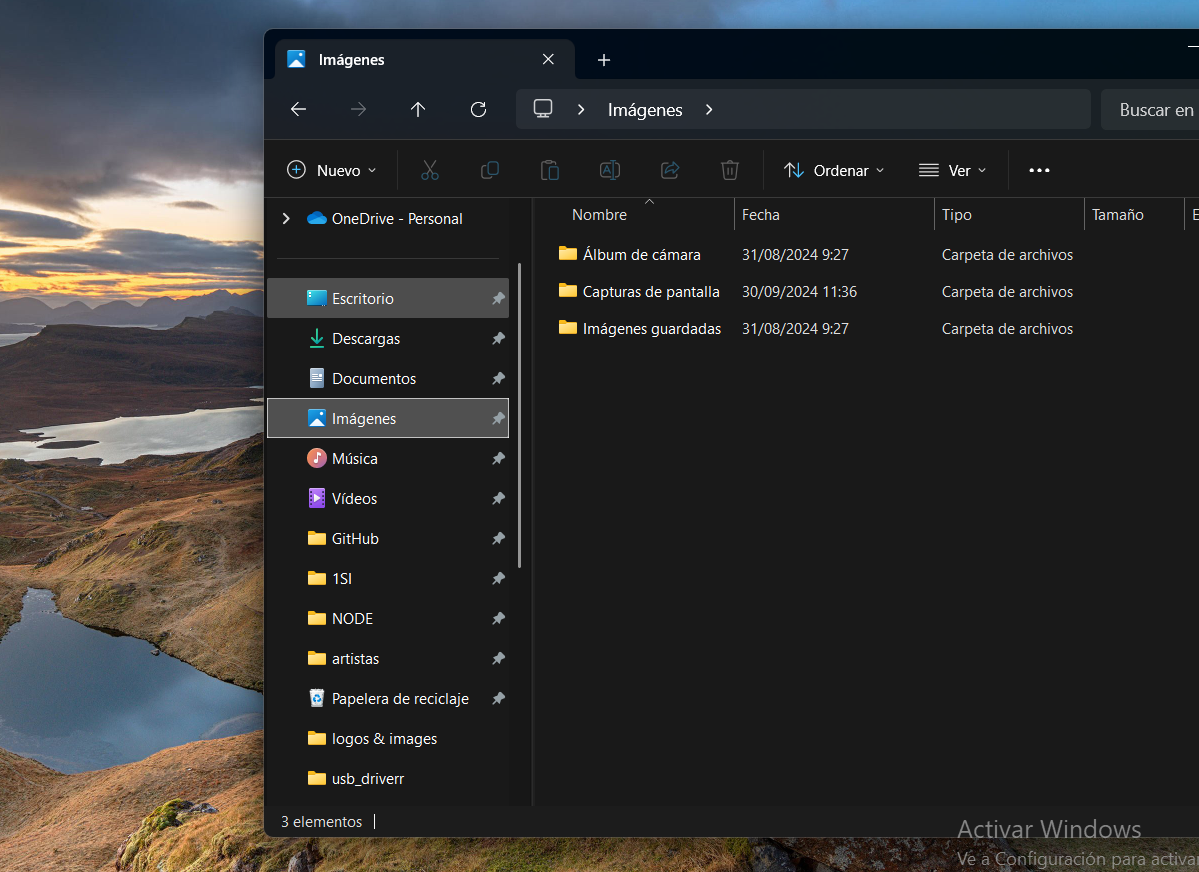 Imágenes
Imágenes
Buscar en
Nuevo
Ordenar
Ver
OneDrive - Personal
Escritorio
Descargas
Documentos
Imágenes
Música
Vídeos
GitHub
1SI
NODE
artistas
Papelera de reciclaje
logos & images
usb_driverr
Nombre Fecha Tipo Tamaño E
Álbum de cámara 31/08/2024 9:27 Carpeta de archivos
Capturas de pantalla 30/09/2024 11:36 Carpeta de archivos
Imágenes guardadas 31/08/2024 9:27 Carpeta de archivos
3 elementos
Activar Windows
Ve a Configuración para activar